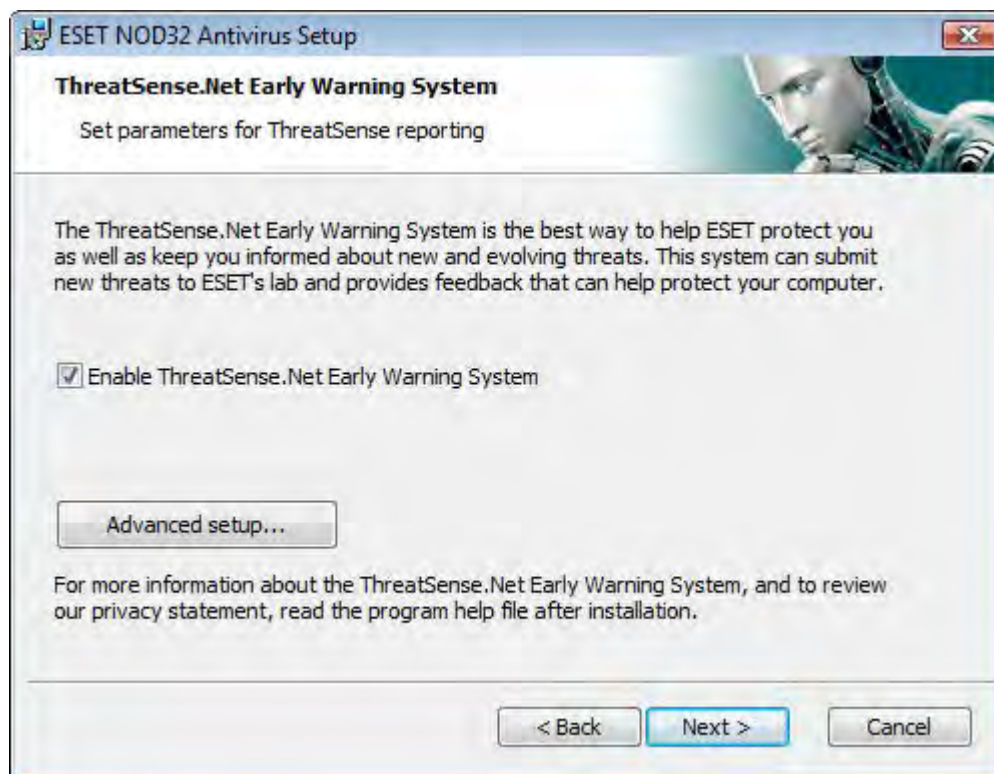 ESET NOD32 Antivirus Setup
ThreatSense.Net Early Warning System
Set parameters for ThreatSense reporting
The ThreatSense.Net Early Warning System is the best way to help ESET protect you
as well as keep you informed about new and evolving threats. This system can submit
new threats to ESET's lab and provides feedback that can help protect your computer.
Enable ThreatSense.Net Early Warning System
Advanced setup...
For more information about the ThreatSense.Net Early Warning System, and to review
our privacy statement, read the program help file after installation.
< Back Next > Cancel